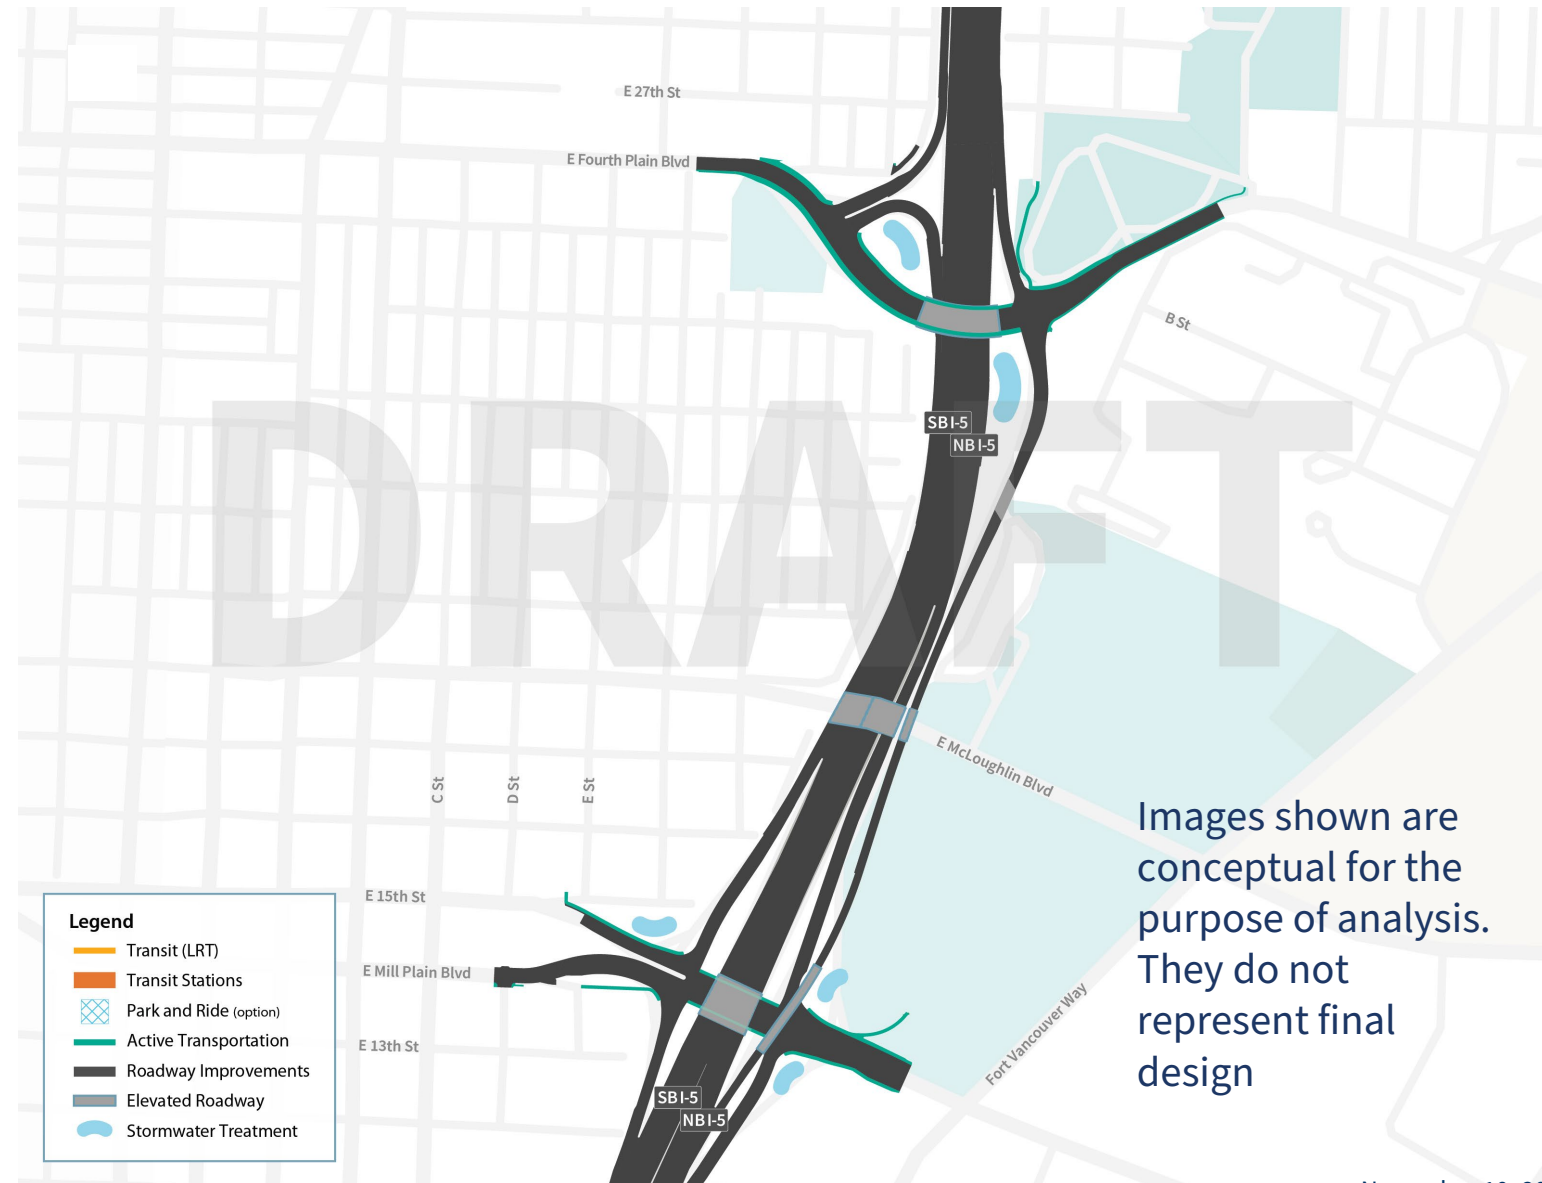 E 27th St
E Fourth Plain Blvd
B St
SB I-5
NB I-5
DRAFT
E McLoughlin Blvd
C St
D St
E St
Images shown are
conceptual for the
purpose of analysis.
They do not
represent final
design
E 15th St
E Mill Plain Blvd
E 13th St
Fort Vancouver Way
SB I-5
NB I-5
Legend
Transit (LRT)
Transit Stations
Park and Ride (option)
Active Transportation
Roadway Improvements
Elevated Roadway
Stormwater Treatment